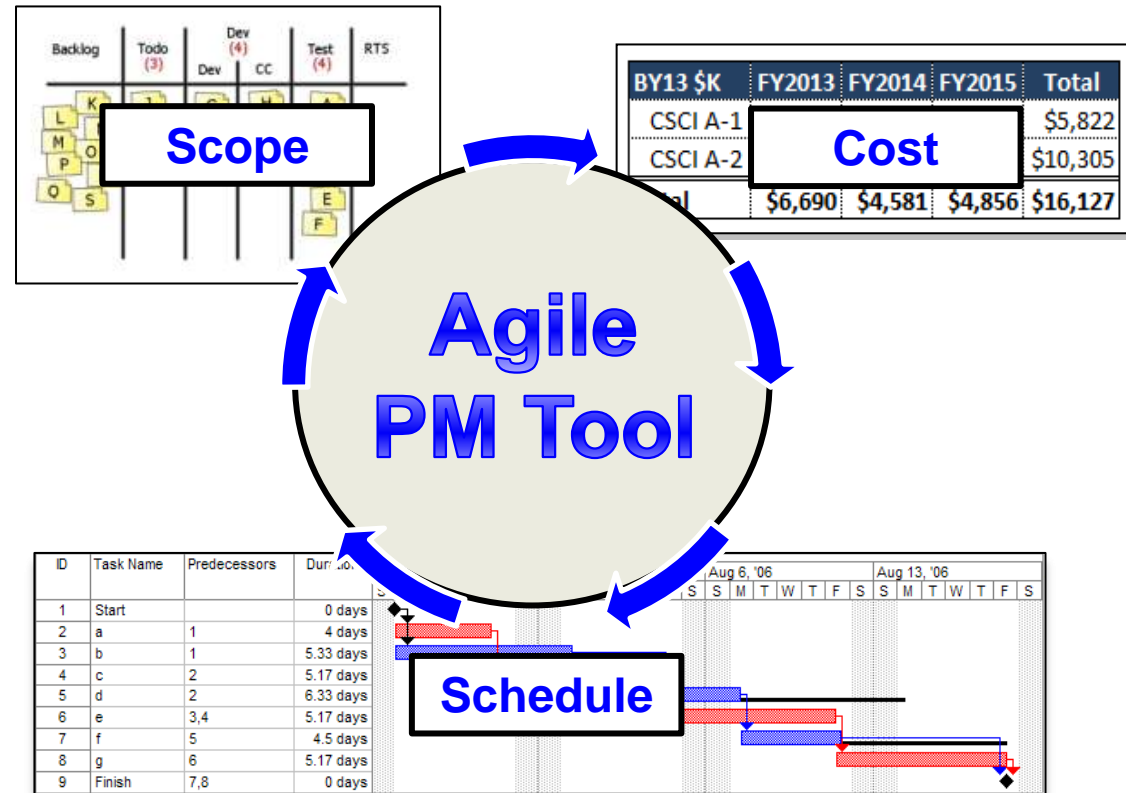 Backlog
Todo
(3)
Dev
(4)
Dev
CC
Test
(4)
RTS
K
L
M
O
P
Q
S
E
F
Scope
BY13 $K FY2013 FY2014 FY2015 Total
CSCI A-1 $5,822
CSCI A-2 $10,305
$6,690 $4,581 $4,856 $16,127
Cost
Agile
PM Tool
ID Task Name Predecessors Aug 6, '06 Aug 13, '06
S S M T W T F S S M T W T F S
1 Start 0 days
2 a 1 4 days
3 b 1 5.33 days
4 c 2 5.17 days
5 d 2 6.33 days
6 e 3,4 5.17 days
7 f 5 4.5 days
8 g 6 5.17 days
9 Finish 7,8 0 days
Schedule